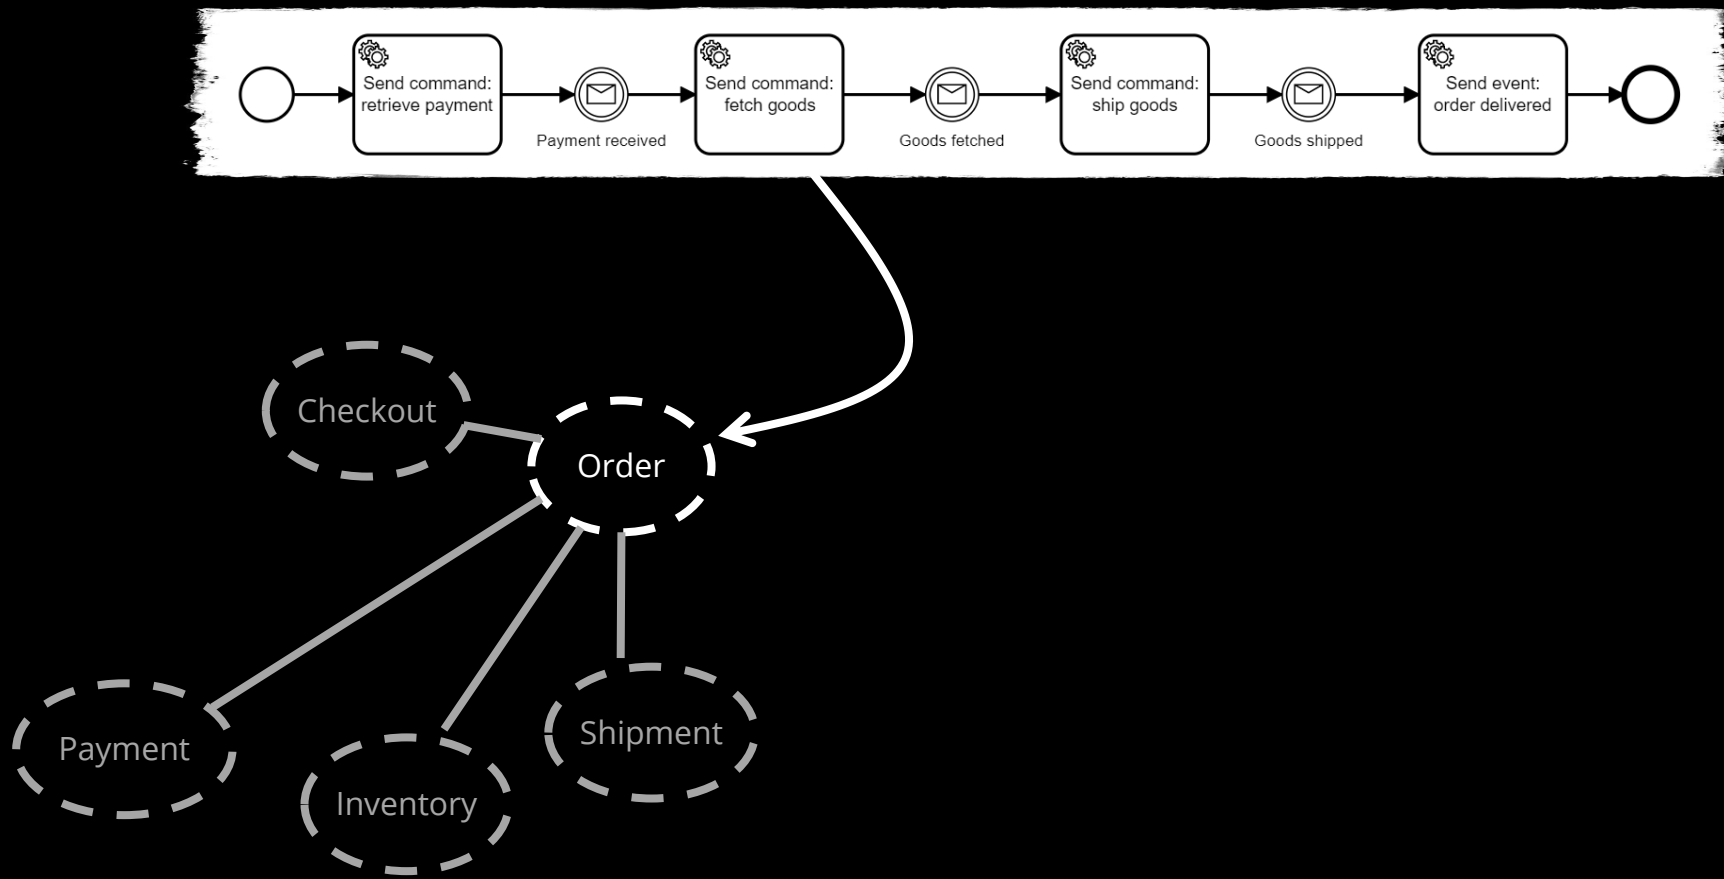 Send command:
retrieve payment
Payment received
Send command:
fetch goods
Goods fetched
Send command:
ship goods
Goods shipped
Send event:
order delivered
Checkout
Order
Payment
Inventory
Shipment